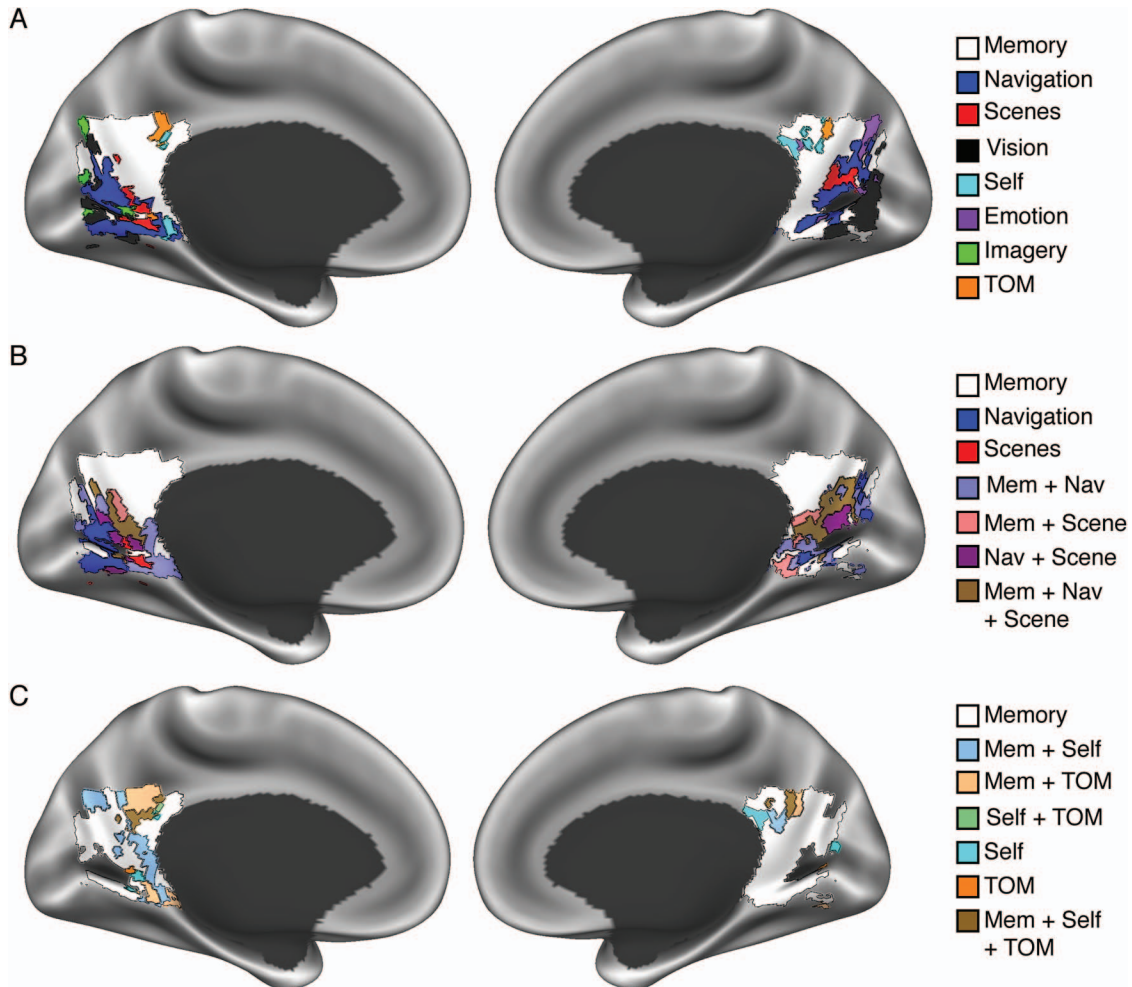 A
Memory
Navigation
Scenes
Vision
Self
Emotion
Imagery
TOM
B
Memory
Navigation
Scenes
Mem + Nav
Mem + Scene
Nav + Scene
Mem + Nav
+ Scene
C
Memory
Mem + Self
Mem + TOM
Self + TOM
Self
TOM
Mem + Self
+ TOM